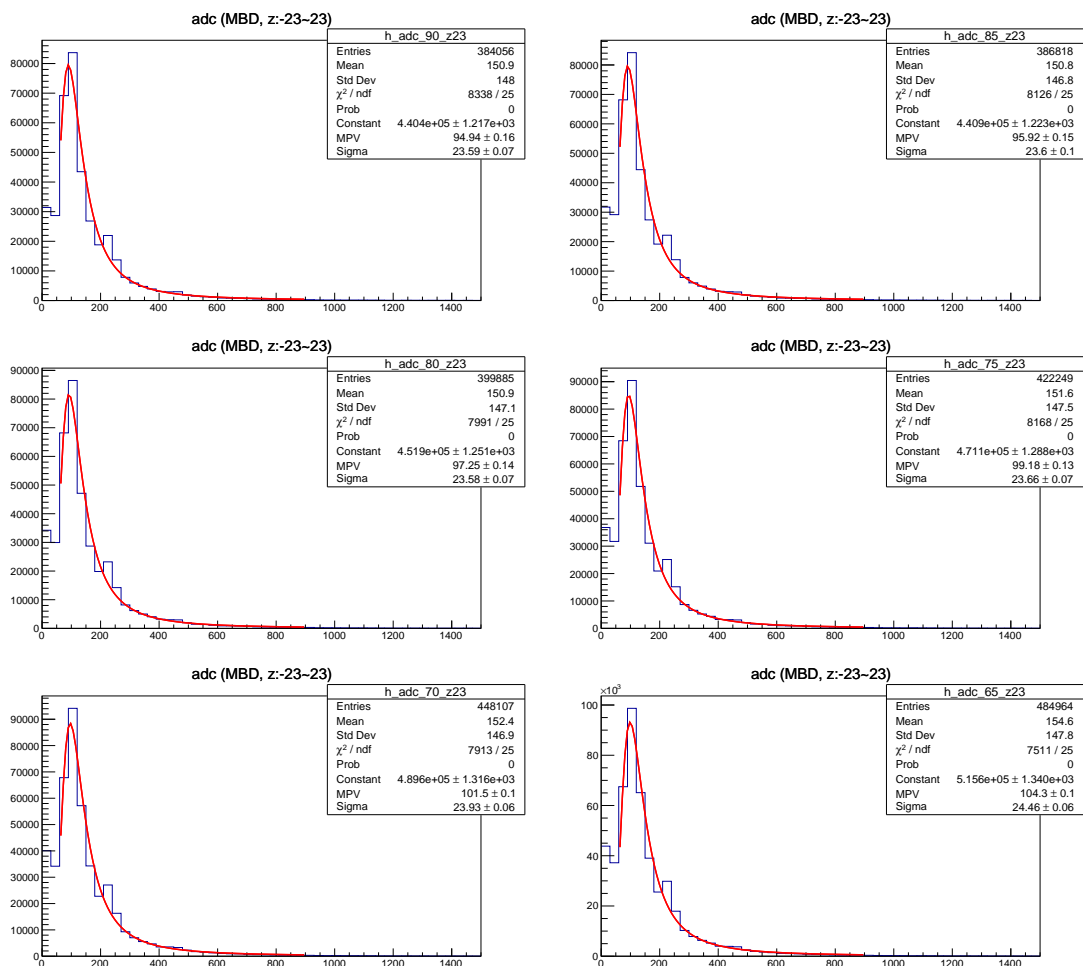 adc (MBD, z:-23~23)
h_adc_90_z23
Entries 384056
Mean 150.9
Std Dev 148
χ² / ndf 8338 / 25
Prob 0
Constant 4.404e+05 ± 1.217e+03
MPV 94.94 ± 0.16
Sigma 23.59 ± 0.07
80000
70000
60000
50000
40000
30000
20000
10000
0
0 200 400 600 800 1000 1200 1400
adc (MBD, z:-23~23)
h_adc_85_z23
Entries 386818
Mean 150.8
Std Dev 146.8
χ² / ndf 8126 / 25
Prob 0
Constant 4.409e+05 ± 1.223e+03
MPV 95.92 ± 0.15
Sigma 23.6 ± 0.1
80000
70000
60000
50000
40000
30000
20000
10000
0
0 200 400 600 800 1000 1200 1400
adc (MBD, z:-23~23)
h_adc_80_z23
Entries 399885
Mean 150.9
Std Dev 147.1
χ² / ndf 7991 / 25
Prob 0
Constant 4.519e+05 ± 1.251e+03
MPV 97.25 ± 0.14
Sigma 23.58 ± 0.07
90000
80000
70000
60000
50000
40000
30000
20000
10000
0
0 200 400 600 800 1000 1200 1400
adc (MBD, z:-23~23)
h_adc_75_z23
Entries 422249
Mean 151.6
Std Dev 147.5
χ² / ndf 8168 / 25
Prob 0
Constant 4.711e+05 ± 1.288e+03
MPV 99.18 ± 0.13
Sigma 23.66 ± 0.07
90000
80000
70000
60000
50000
40000
30000
20000
10000
0
0 200 400 600 800 1000 1200 1400
adc (MBD, z:-23~23)
h_adc_70_z23
Entries 448107
Mean 152.4
Std Dev 146.9
χ² / ndf 7913 / 25
Prob 0
Constant 4.896e+05 ± 1.316e+03
MPV 101.5 ± 0.1
Sigma 23.93 ± 0.06
90000
80000
70000
60000
50000
40000
30000
20000
10000
0
0 200 400 600 800 1000 1200 1400
adc (MBD, z:-23~23)
×10³
h_adc_65_z23
Entries 484964
Mean 154.6
Std Dev 147.8
χ² / ndf 7511 / 25
Prob 0
Constant 5.156e+05 ± 1.340e+03
MPV 104.3 ± 0.1
Sigma 24.46 ± 0.06
100
80
60
40
20
0
0 200 400 600 800 1000 1200 1400